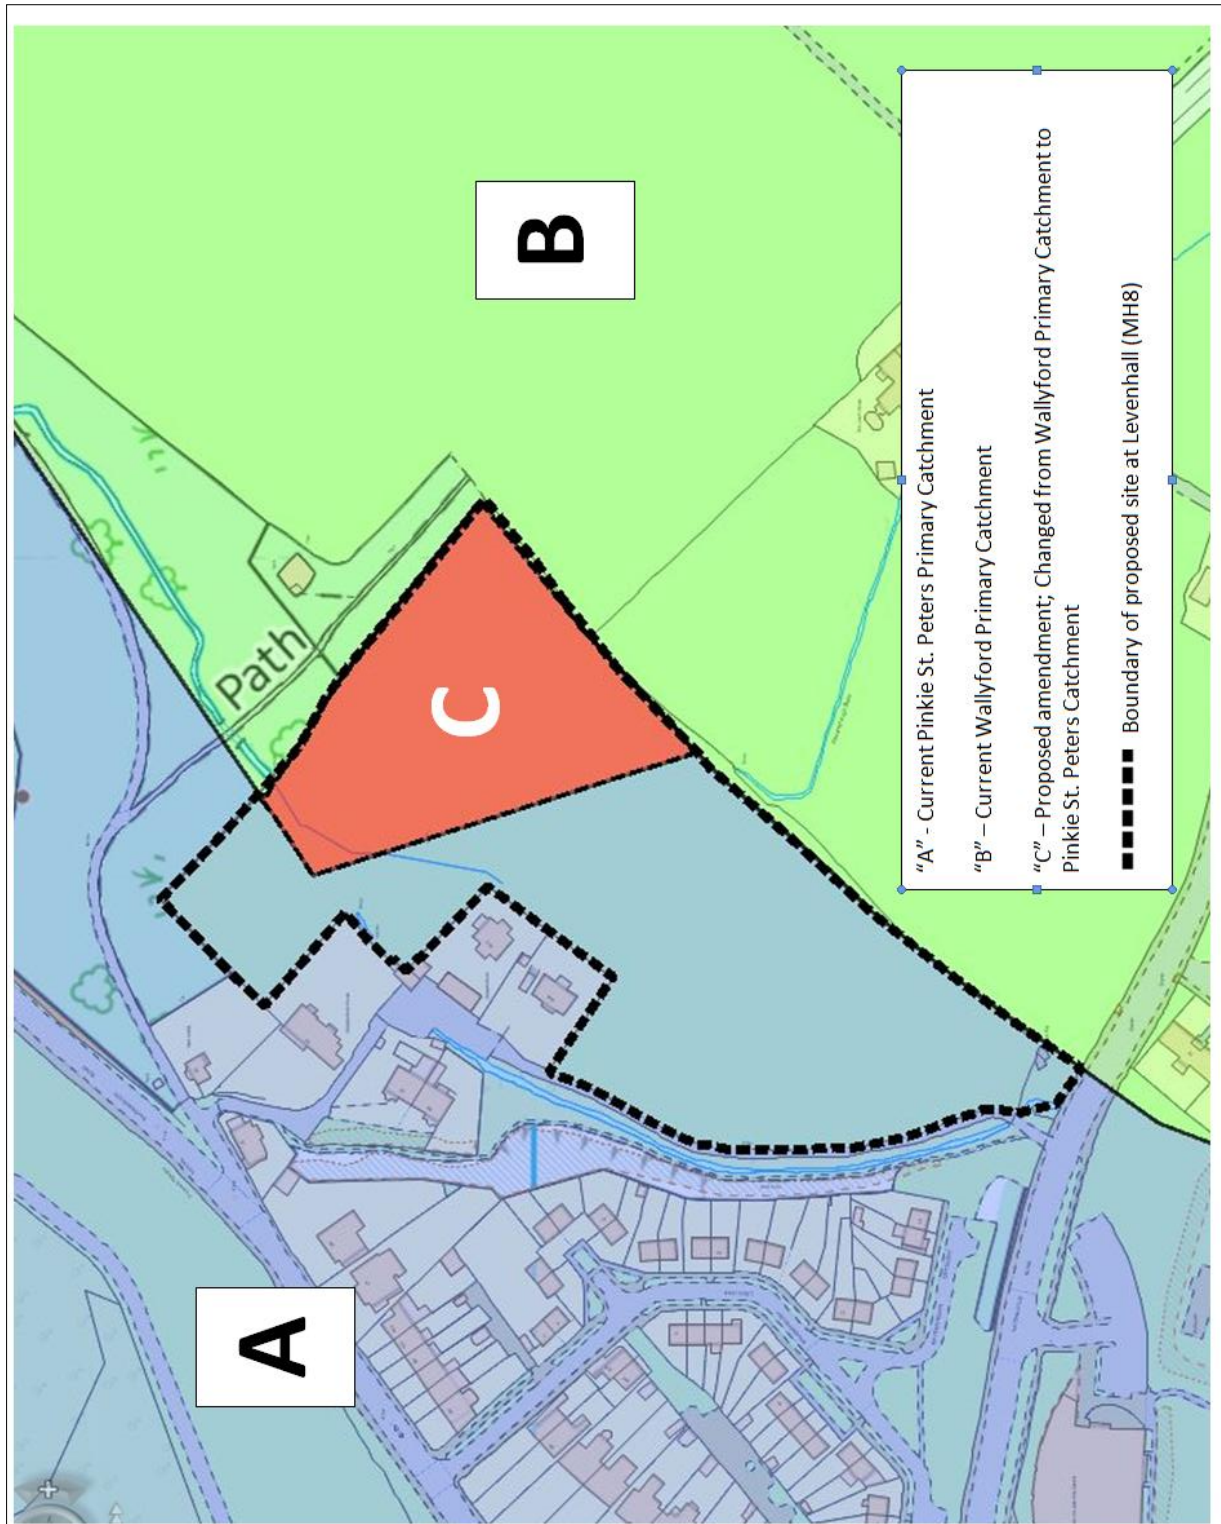 A
B
Path
C
"A" - Current Pinkie St. Peters Primary Catchment
"B" – Current Wallyford Primary Catchment
"C" – Proposed amendment; Changed from Wallyford Primary Catchment to
Pinkie St. Peters Catchment
Boundary of proposed site at Levenhall (MH8)